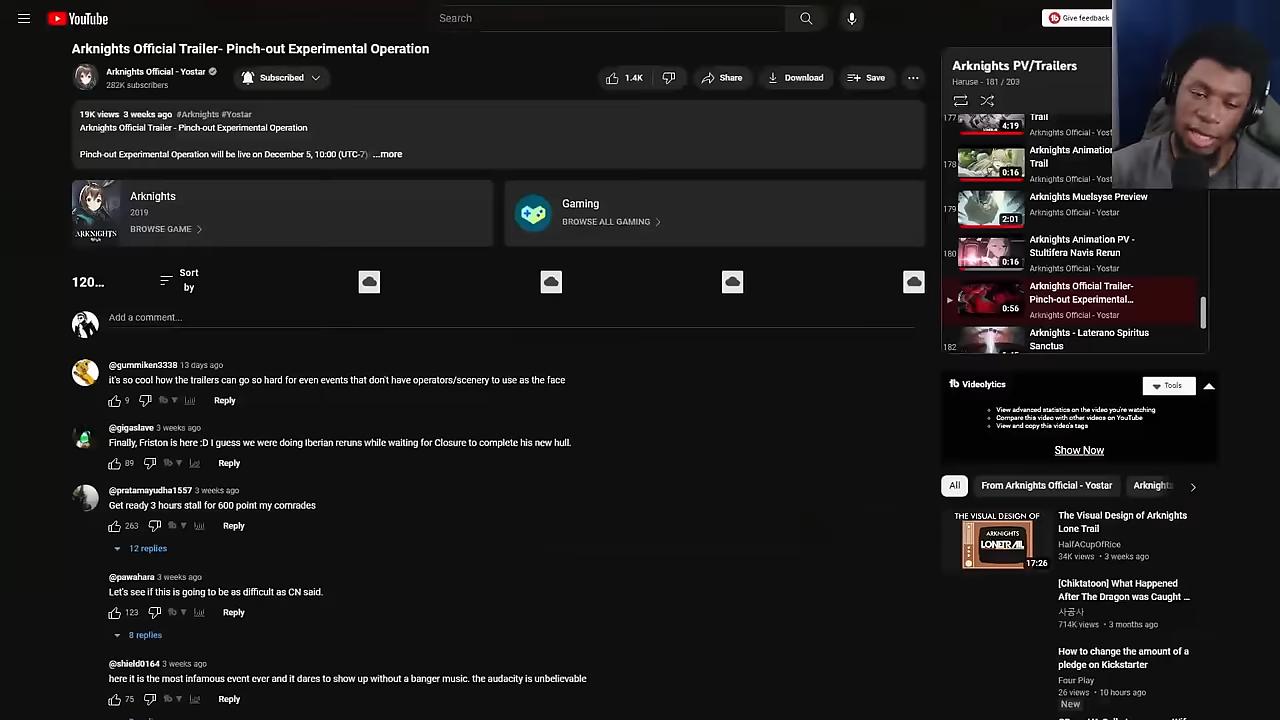 YouTube
Search
Give feedback
Arknights Official Trailer- Pinch-out Experimental Operation
Arknights Official - Yostar
282K subscribers
Subscribed
1.4K
Share
Download
Save
19K views 3 weeks ago #Arknights #Yostar
Arknights Official Trailer - Pinch-out Experimental Operation
Pinch-out Experimental Operation will be live on December 5, 10:00 (UTC-7) ...more
Arknights
2019
BROWSE GAME
ARKNIGHTS
Gaming
BROWSE ALL GAMING
120...
Sort
by
Add a comment...
@gummiken3338 13 days ago
it's so cool how the trailers can go so hard for even events that don't have operators/scenery to use as the face
9
Reply
@gigaslave 3 weeks ago
Finally, Friston is here :D I guess we were doing Iberian reruns while waiting for Closure to complete his new hull.
89
Reply
@pratamayudha1557 3 weeks ago
Get ready 3 hours stall for 600 point my comrades
263
Reply
12 replies
@pawahara 3 weeks ago
Let's see if this is going to be as difficult as CN said.
123
Reply
8 replies
@shield0164 3 weeks ago
here it is the most infamous event ever and it dares to show up without a banger music. the audacity is unbelievable
75
Reply
Arknights PV/Trailers
Haruse - 181 / 203
177
4:19
Trail
Arknights Official - Yostar
178
0:16
Arknights Animation
Trail
Arknights Official - Yostar
179
2:01
Arknights Muelsyse Preview
Arknights Official - Yostar
180
0:16
Arknights Animation PV -
Stultifera Navis Rerun
Arknights Official - Yostar
0:56
Arknights Official Trailer-
Pinch-out Experimental...
Arknights Official - Yostar
182
Arknights - Laterano Spiritus
Sanctus
Videolytics
Tools
View advanced statistics on the video you're watching
Compare this video with other videos on YouTube
View and copy this video's tags
Show Now
All
From Arknights Official - Yostar
Arknights
THE VISUAL DESIGN OF
ARKNIGHTS
LONETRAIL
17:26
The Visual Design of Arknights
Lone Trail
HalfACupOfRice
34K views • 3 weeks ago
[Chiktatoon] What Happened
After The Dragon was Caught ...
사공사
714K views • 3 months ago
How to change the amount of a
pledge on Kickstarter
Four Play
26 views • 10 hours ago
New